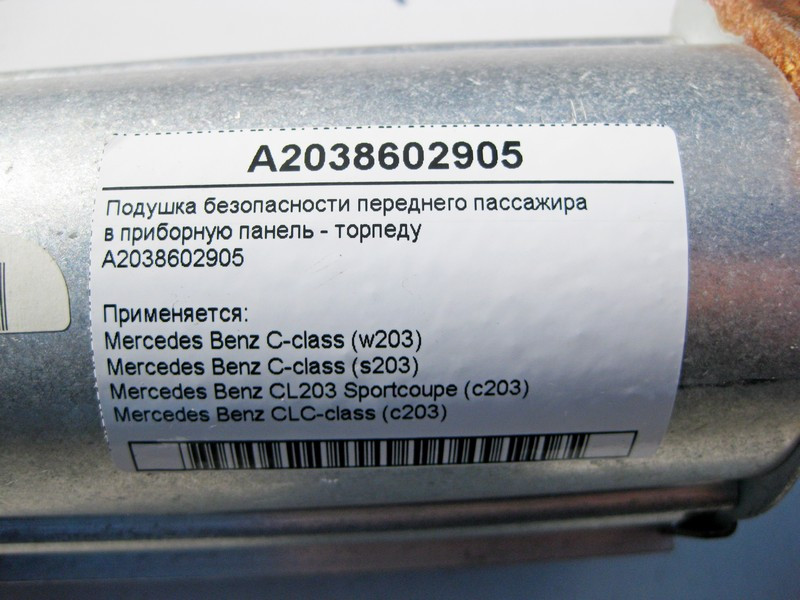 A2038602905
Подушка безопасности переднего пассажира
в приборную панель - торпеду
A2038602905
Применяется:
Mercedes Benz C-class (w203)
Mercedes Benz C-class (s203)
Mercedes Benz CL203 Sportcoupe (c203)
Mercedes Benz CLC-class (c203)